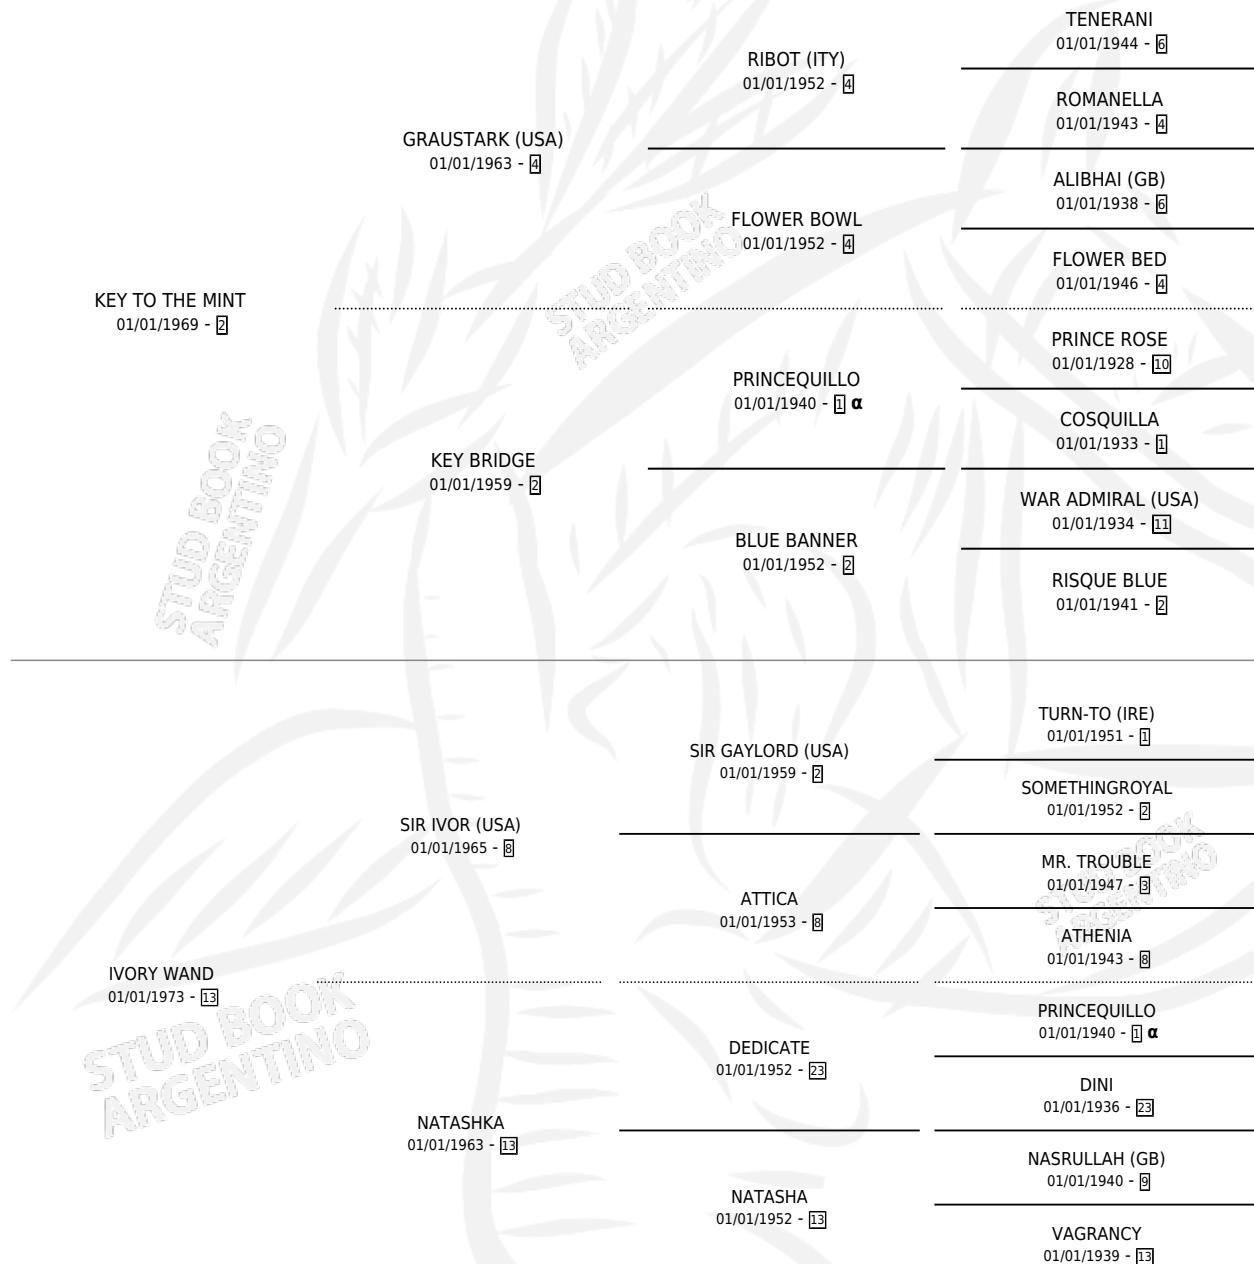 TENERANI
01/01/1944 - 6
RIBOT (ITY)
01/01/1952 - 4
ROMANELLA
01/01/1943 - 4
GRAUSTARK (USA)
01/01/1963 - 4
ALIBHAI (GB)
01/01/1938 - 6
FLOWER BOWL
01/01/1952 - 4
FLOWER BED
01/01/1946 - 4
KEY TO THE MINT
01/01/1969 - 2
PRINCE ROSE
01/01/1928 - 10
PRINCEQUILLO
01/01/1940 - 1 α
COSQUILLA
01/01/1933 - 1
KEY BRIDGE
01/01/1959 - 2
WAR ADMIRAL (USA)
01/01/1934 - 11
BLUE BANNER
01/01/1952 - 2
RISQUE BLUE
01/01/1941 - 2
TURN-TO (IRE)
01/01/1951 - 1
SIR GAYLORD (USA)
01/01/1959 - 2
SOMETHINGROYAL
01/01/1952 - 2
SIR IVOR (USA)
01/01/1965 - 8
MR. TROUBLE
01/01/1947 - 3
ATTICA
01/01/1953 - 8
ATHENIA
01/01/1943 - 8
IVORY WAND
01/01/1973 - 13
PRINCEQUILLO
01/01/1940 - 1 α
DEDICATE
01/01/1952 - 23
DINI
01/01/1936 - 23
NATASHKA
01/01/1963 - 13
NASRULLAH (GB)
01/01/1940 - 9
NATASHA
01/01/1952 - 13
VAGRANCY
01/01/1939 - 13
STUD BOOK
ARGENTINO
STUD BOOK
ARGENTINO
STUD BOOK
ARGENTINO
STUD BOOK
ARGENTINO